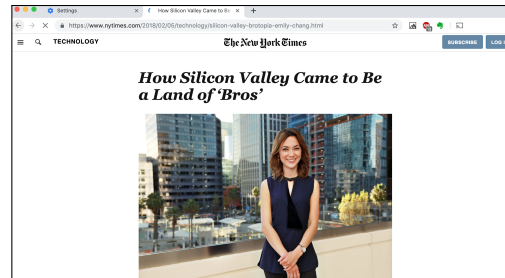 Settings
How Silicon Valley Came to Be
https://www.nytimes.com/2018/02/05/technology/silicon-valley-brotopia-emily-chang.html
TECHNOLOGY
The New York Times
SUBSCRIBE
LOG
How Silicon Valley Came to Be
a Land of ‘Bros’